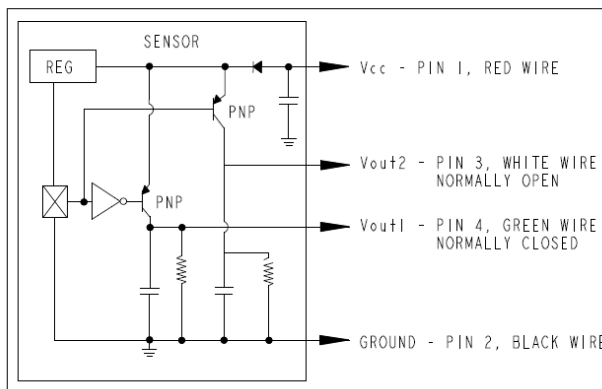 SENSOR
REG
Vcc - PIN 1, RED WIRE
PNP
Vout2 - PIN 3, WHITE WIRE
NORMALLY OPEN
PNP
Vout1 - PIN 4, GREEN WIRE
NORMALLY CLOSED
GROUND - PIN 2, BLACK WIRE